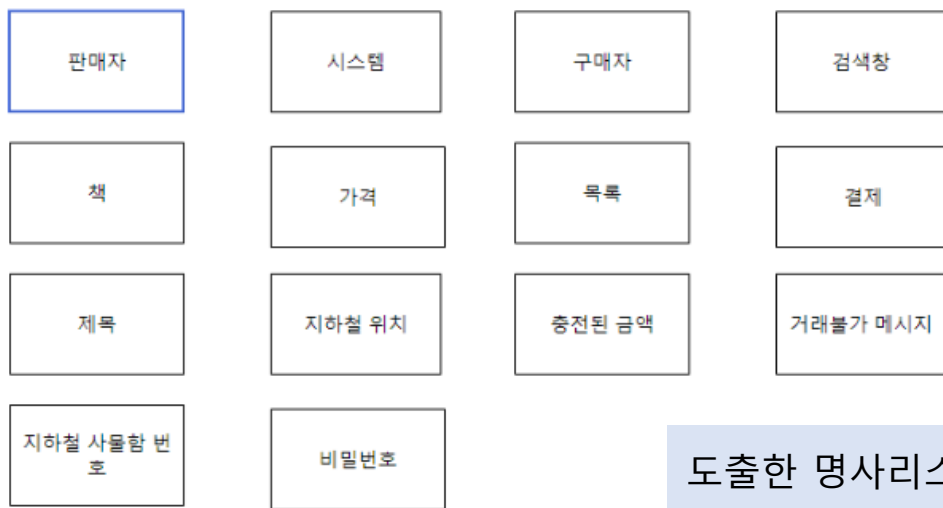 판매자
시스템
구매자
검색창
책
가격
목록
결제
제목
지하철 위치
충전된 금액
거래불가 메시지
지하철 사물함 번
호
비밀번호
도출한 명사리스